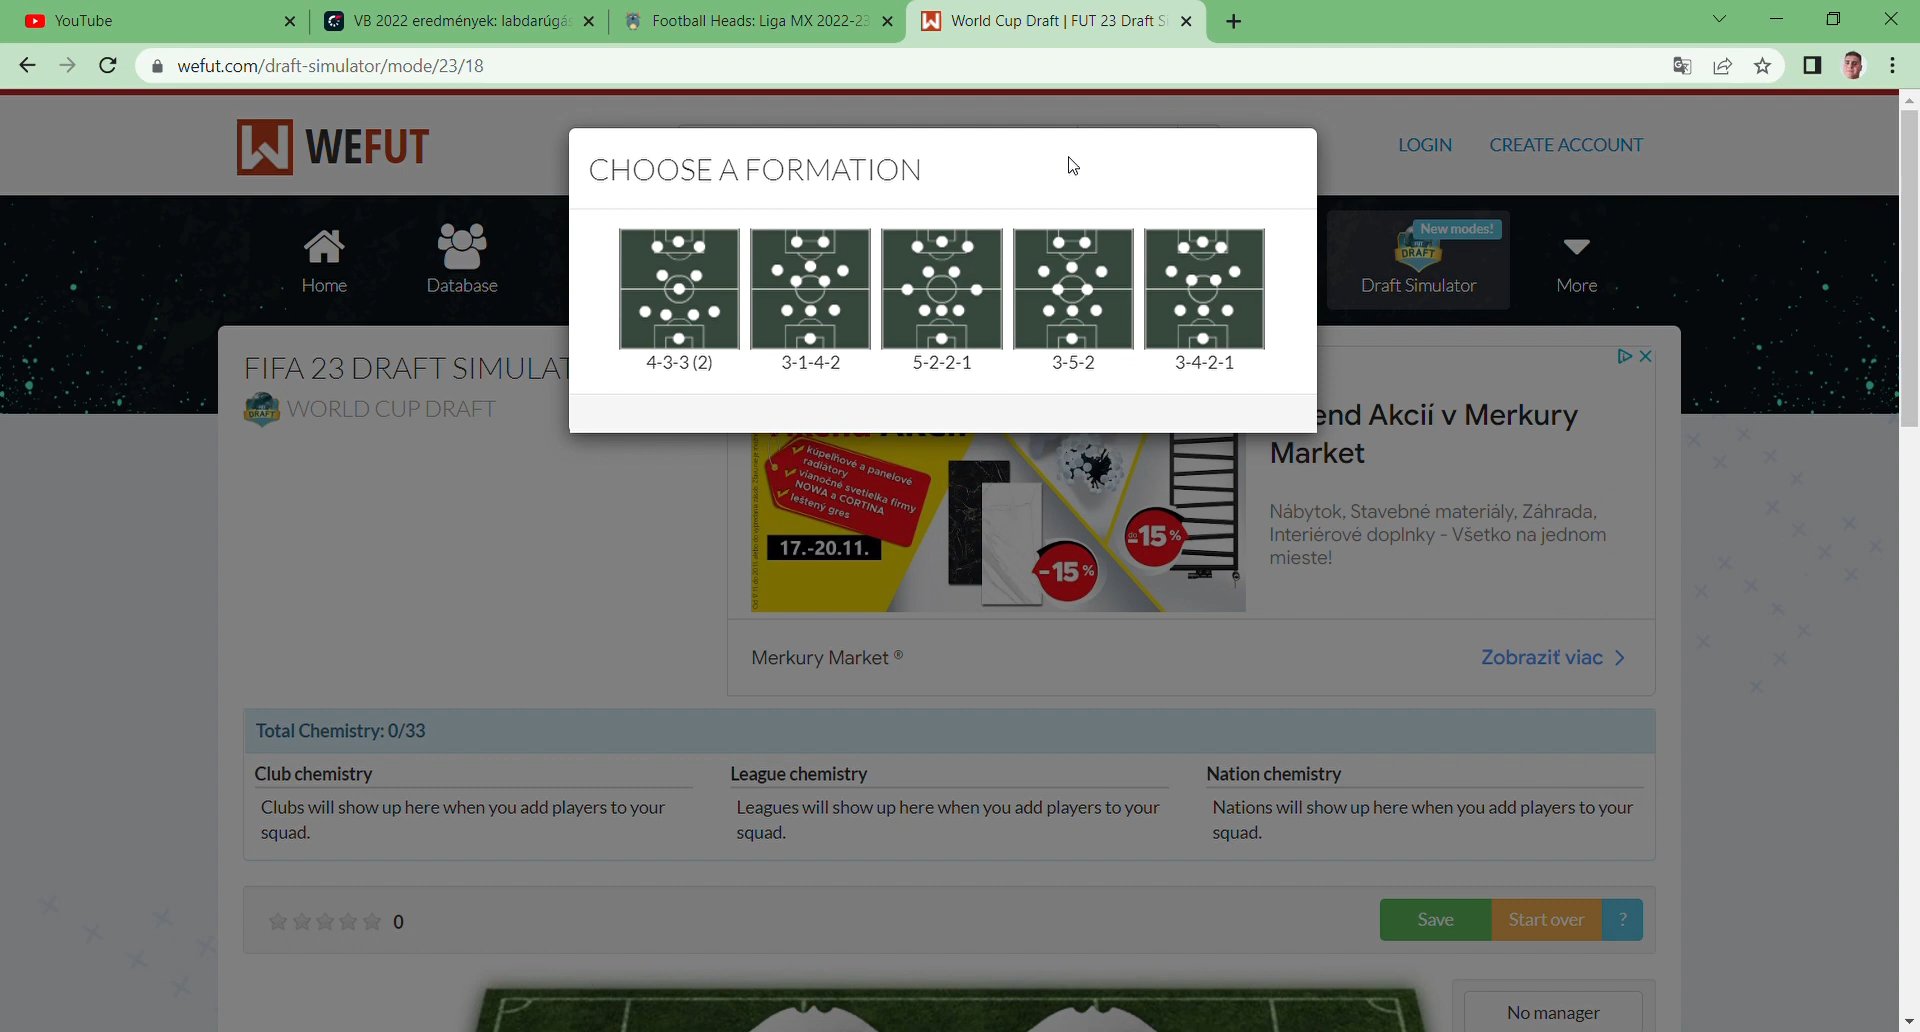 YouTube
VB 2022 eredmények: labdarúgás
Football Heads: Liga MX 2022-23
World Cup Draft | FUT 23 Draft S
wefut.com/draft-simulator/mode/23/18
WEFUT
LOGIN
CREATE ACCOUNT
CHOOSE A FORMATION
4-3-3 (2)
3-1-4-2
5-2-2-1
3-5-2
3-4-2-1
Home
Database
New modes!
FUT
DRAFT
Draft Simulator
More
FIFA 23 DRAFT SIMULAT
DRAFT
WORLD CUP DRAFT
end Akcií v Merkury
Market
kúpeľňové a panelové
radiátory
vianočné svetielka firmy
NOWA a CORTINA
leštený gres
17.-20.11.
-15%
do
-15%
Nábytok, Stavebné materiály, Záhrada,
Interiérové doplnky - Všetko na jednom
mieste!
Merkury Market ®
Zobraziť viac
Total Chemistry: 0/33
Club chemistry
Clubs will show up here when you add players to your
squad.
League chemistry
Leagues will show up here when you add players to your
squad.
Nation chemistry
Nations will show up here when you add players to your
squad.
0
Save
Start over
?
No manager